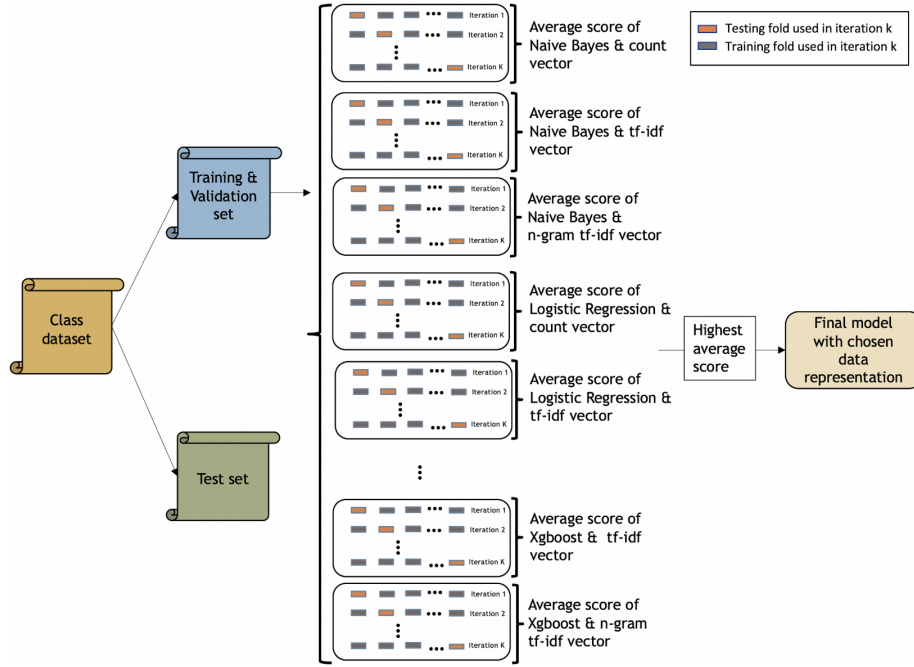 Class
dataset
Training &
Validation
set
Test set
Iteration 1
Iteration 2
Iteration K
Average score of
Naive Bayes & count
vector
Iteration 1
Iteration 2
Iteration K
Average score of
Naive Bayes & tf-idf
vector
Iteration 1
Iteration 2
Iteration K
Average score of
Naive Bayes &
n-gram tf-idf vector
Iteration 1
Iteration 2
Iteration K
Average score of
Logistic Regression &
count vector
Iteration 1
Iteration 2
Iteration K
Average score of
Logistic Regression &
tf-idf vector
Iteration 1
Iteration 2
Iteration K
Average score of
Xgboost & tf-idf
vector
Iteration 1
Iteration 2
Iteration K
Average score of
Xgboost & n-gram
tf-idf vector
Testing fold used in iteration k
Training fold used in iteration k
Highest
average
score
Final model
with chosen
data
representation